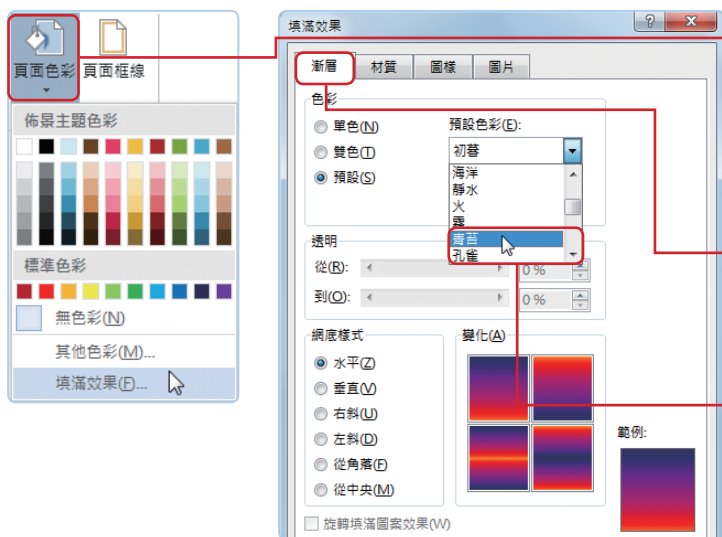 頁面色彩
頁面框線
佈景主題色彩
標準色彩
無色彩(N)
其他色彩(M)...
填滿效果(F)...
填滿效果
漸層
材質
圖樣
圖片
色彩
單色(N)
雙色(T)
預設(S)
預設色彩(E):
初暮
海洋
靜水
火
霧
青苔
孔雀
透明
從(R):
0 %
到(O):
0 %
網底樣式
水平(Z)
垂直(V)
右斜(U)
左斜(D)
從角落(F)
從中央(M)
變化(A)
範例:
旋轉填滿圖案效果(W)